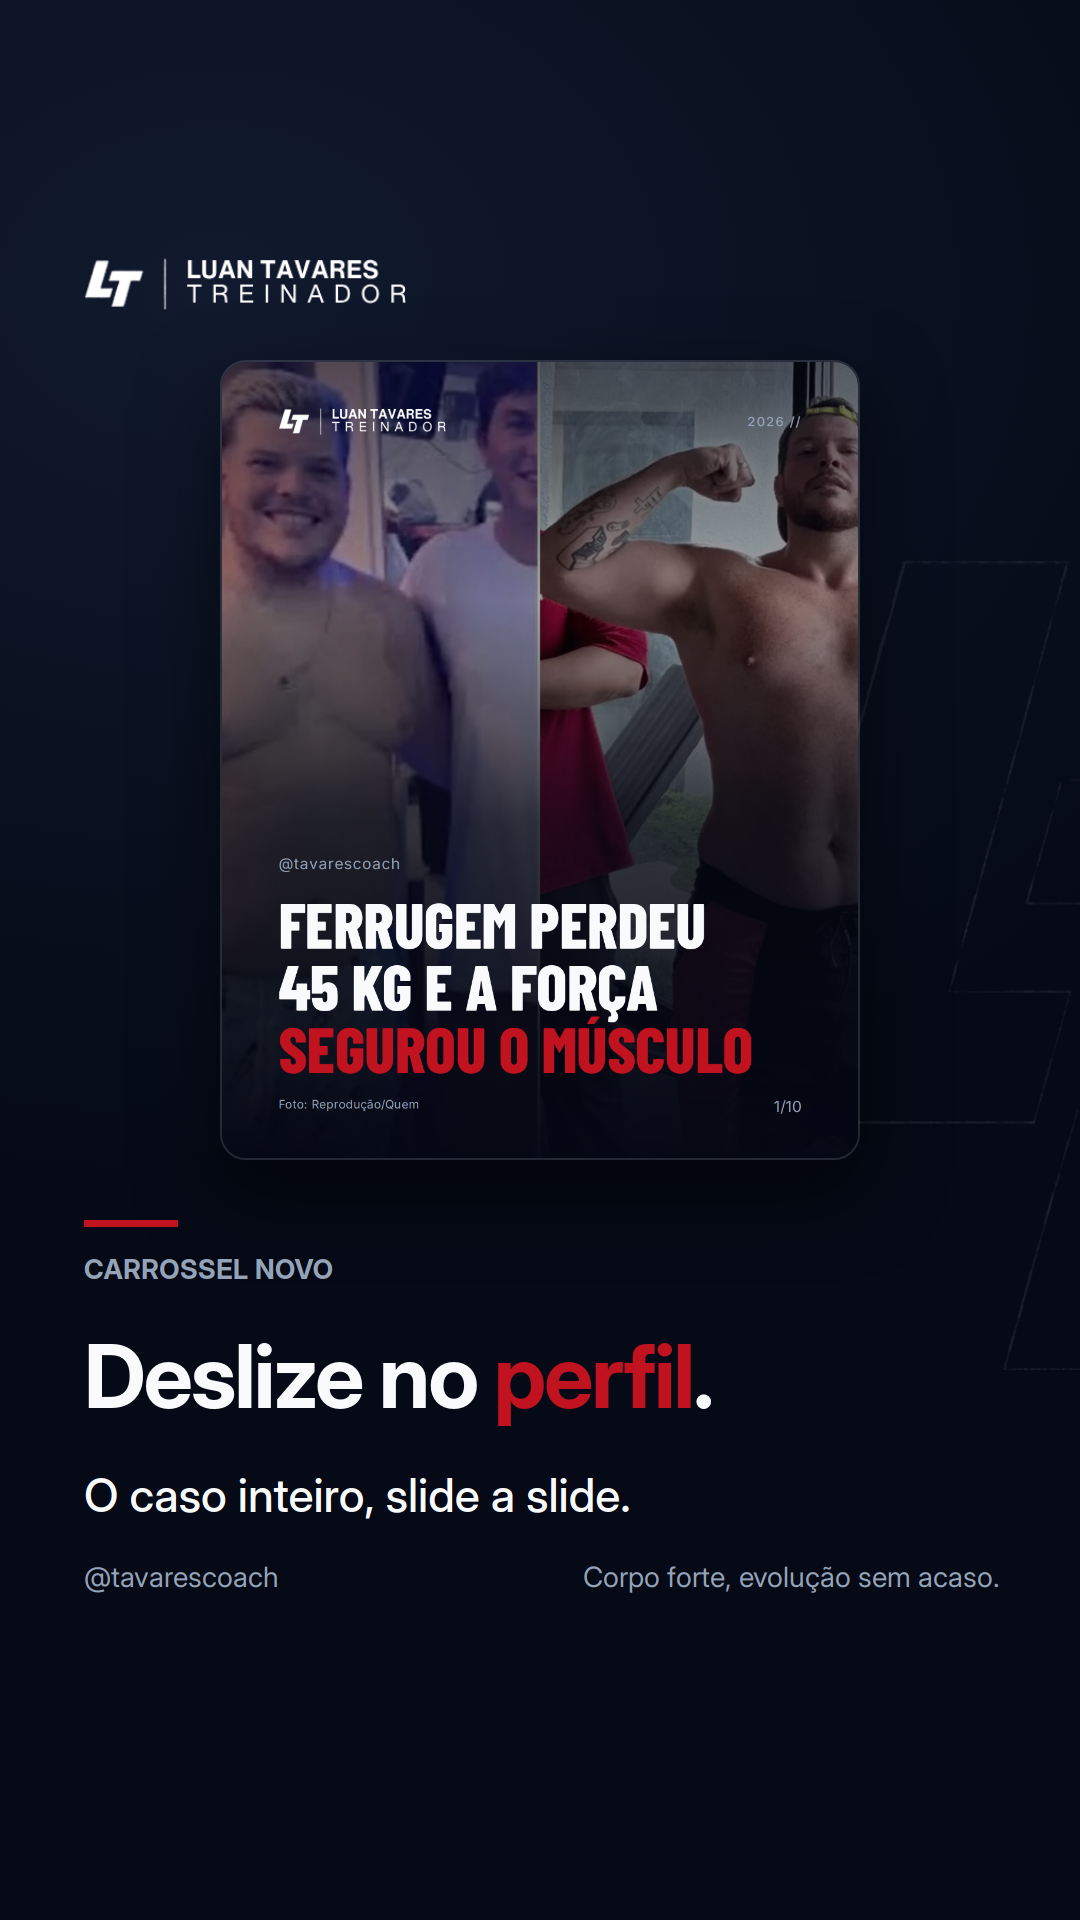 LT | LUAN TAVARES
TREINADOR
LT | LUAN TAVARES
TREINADOR
2026 //
@tavarescoach
FERRUGEM PERDEU
45 KG E A FORÇA
SEGUROU O MÚSCULO
Foto: Reprodução/Quem
1/10
CARROSSEL NOVO
Deslize no perfil.
O caso inteiro, slide a slide.
@tavarescoach
Corpo forte, evolução sem acaso.